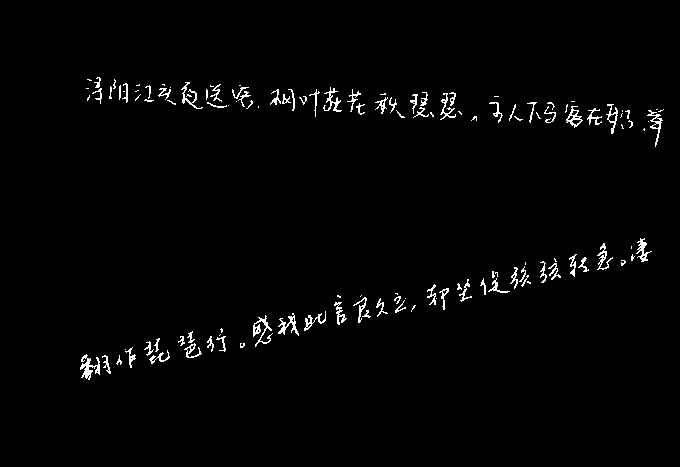 浔阳江头夜送客，枫叶荻花秋瑟瑟。主人下马客在船，举
翻作琵琶行。感我此言良久立，却坐促弦弦转急。凄